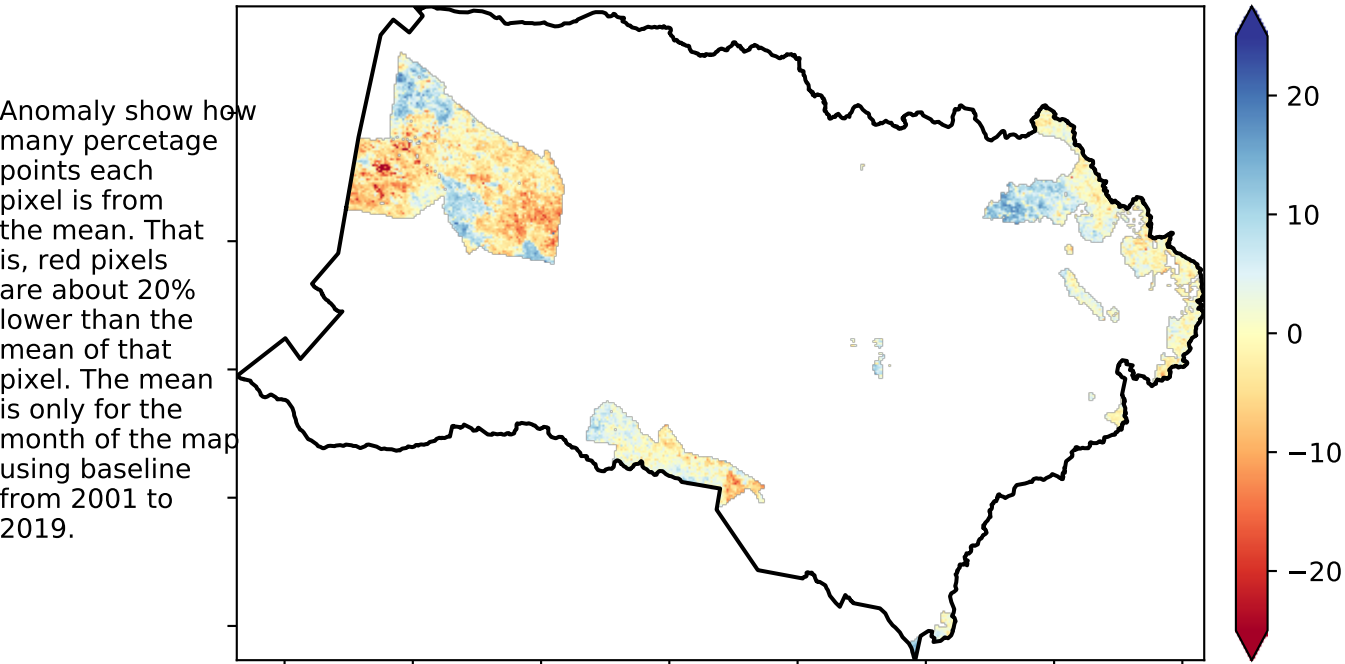 Anomaly show how
many percetage
points each
pixel is from
the mean. That
is, red pixels
are about 20%
lower than the
mean of that
pixel. The mean
is only for the
month of the map
using baseline
from 2001 to
2019.
20
10
0
−10
−20